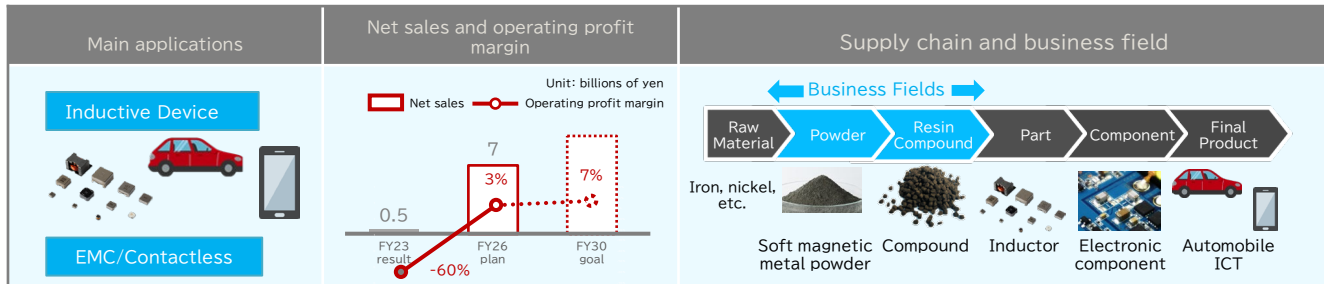 Main applications
Inductive Device
EMC/Contactless
Net sales and operating profit
margin
Unit: billions of yen
Net sales
Operating profit margin
0.5
7
3%
7%
-60%
FY23
result
FY26
plan
FY30
goal
Supply chain and business field
Business Fields
Raw
Material
Powder
Resin
Compound
Part
Component
Final
Product
Iron, nickel,
etc.
Soft magnetic
metal powder
Compound
Inductor
Electronic
component
Automobile
ICT